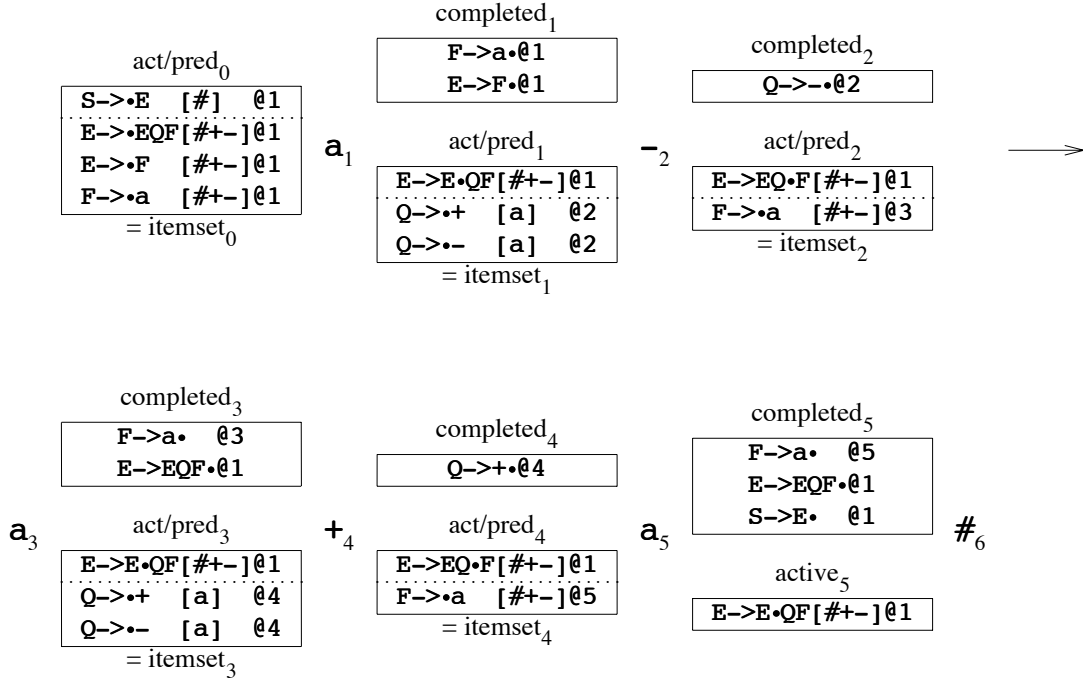 act/pred0
S->•E [#] @1
E->•EQF[#+-]@1
E->•F [#+-]@1
F->•a [#+-]@1
= itemset0
a1
completed1
F->a•@1
E->F•@1
act/pred1
E->E•QF[#+-]@1
Q->•+ [a] @2
Q->•- [a] @2
= itemset1
-2
completed2
Q->-•@2
act/pred2
E->EQ•F[#+-]@1
F->•a [#+-]@3
= itemset2
a3
completed3
F->a• @3
E->EQF•@1
act/pred3
E->E•QF[#+-]@1
Q->•+ [a] @4
Q->•- [a] @4
= itemset3
+4
completed4
Q->+•@4
act/pred4
E->EQ•F[#+-]@1
F->•a [#+-]@5
= itemset4
a5
completed5
F->a• @5
E->EQF•@1
S->E• @1
active5
E->E•QF[#+-]@1
#6